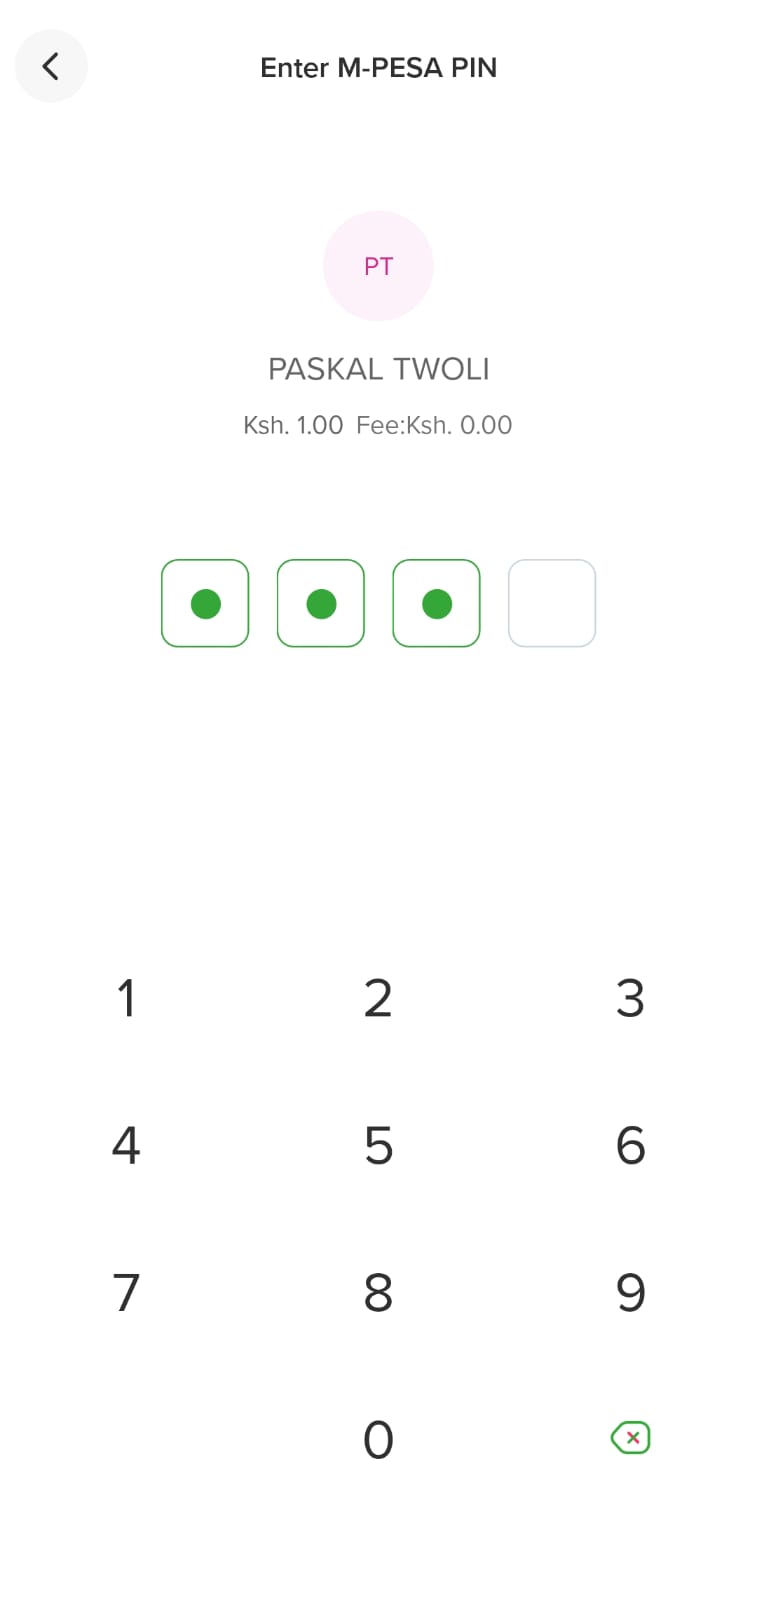 Enter M-PESA PIN
PT
PASKAL TWOLI
Ksh. 1.00 Fee:Ksh. 0.00
1 2 3
4 5 6
7 8 9
0